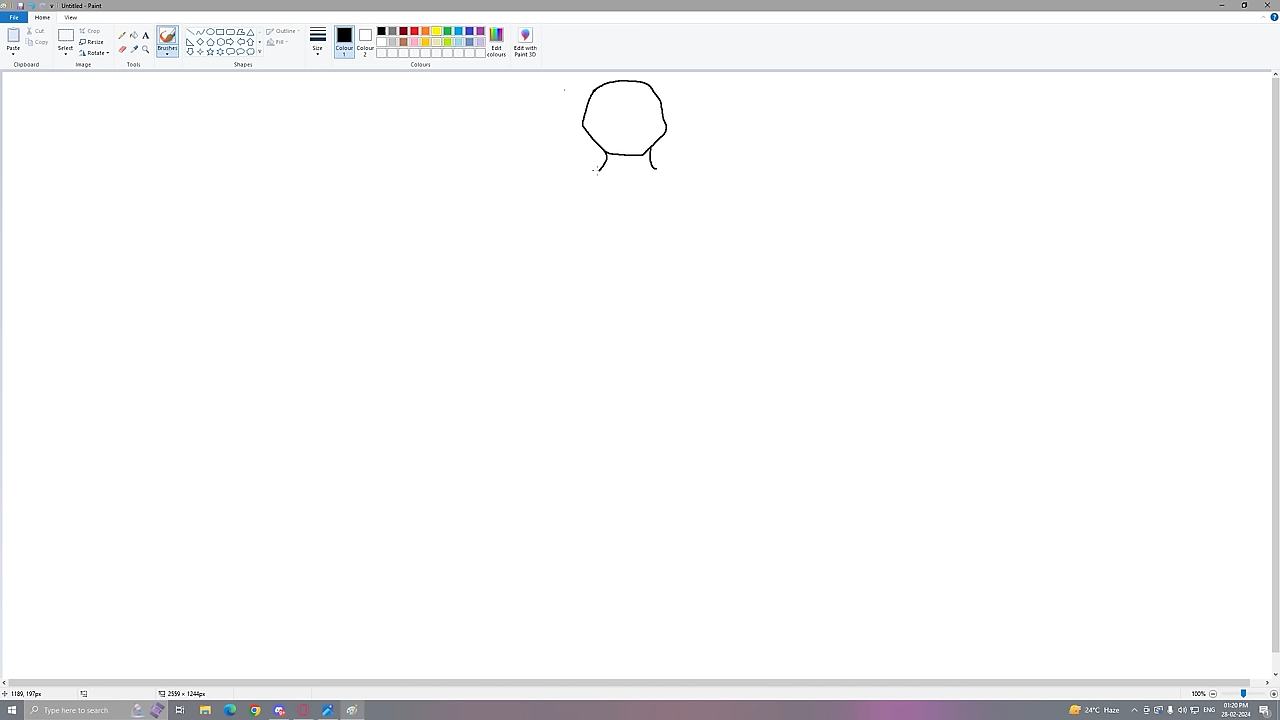 Untitled - Paint
File Home View
Paste
Cut
Copy
Clipboard
Select
Crop
Resize
Rotate
Image
Tools
Brushes
Shapes
Outline
Fill
Size
Colour 1
Colour 2
Edit colours
Colours
Edit with Paint 3D
1189, 197px
2559 × 1244px
100%
Type here to search
24°C Haze
ENG
01:20 PM
28-02-2024